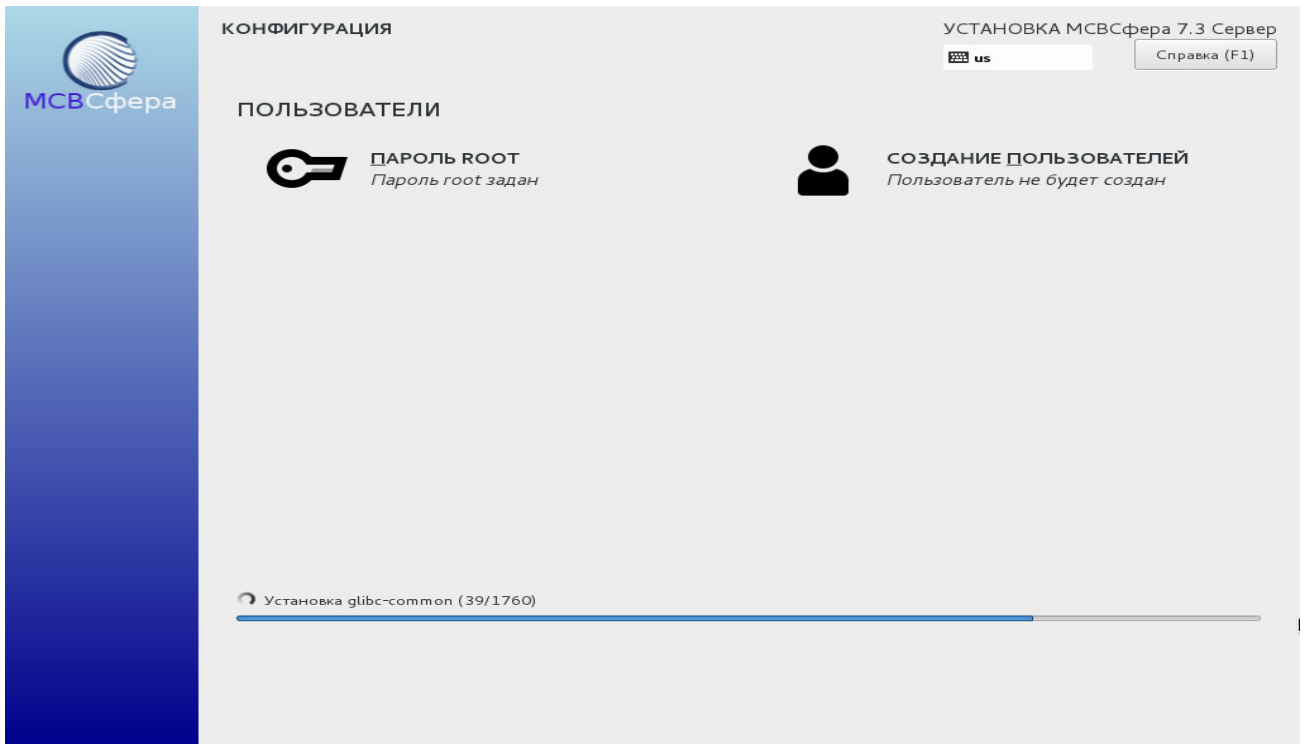 МСВСфера
КОНФИГУРАЦИЯ
УСТАНОВКА МСВСфера 7.3 Сервер
us
Справка (F1)
ПОЛЬЗОВАТЕЛИ
ПАРОЛЬ ROOT
Пароль root задан
СОЗДАНИЕ ПОЛЬЗОВАТЕЛЕЙ
Пользователь не будет создан
Установка glibc-common (39/1760)